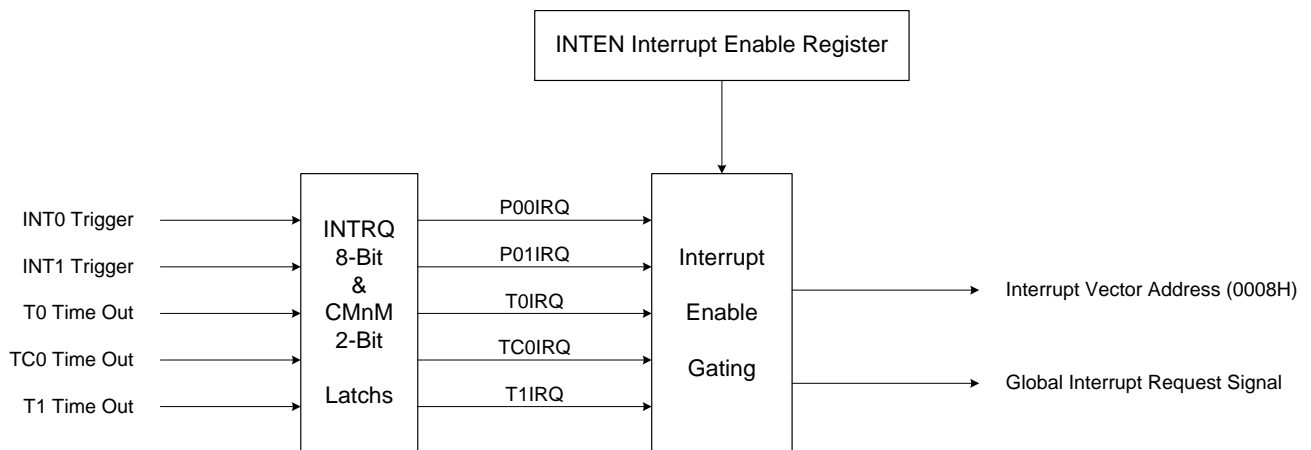 INTEN Interrupt Enable Register
INT0 Trigger
INT1 Trigger
T0 Time Out
TC0 Time Out
T1 Time Out
INTRQ
8-Bit
&
CMnM
2-Bit
Latchs
P00IRQ
P01IRQ
T0IRQ
TC0IRQ
T1IRQ
Interrupt
Enable
Gating
Interrupt Vector Address (0008H)
Global Interrupt Request Signal